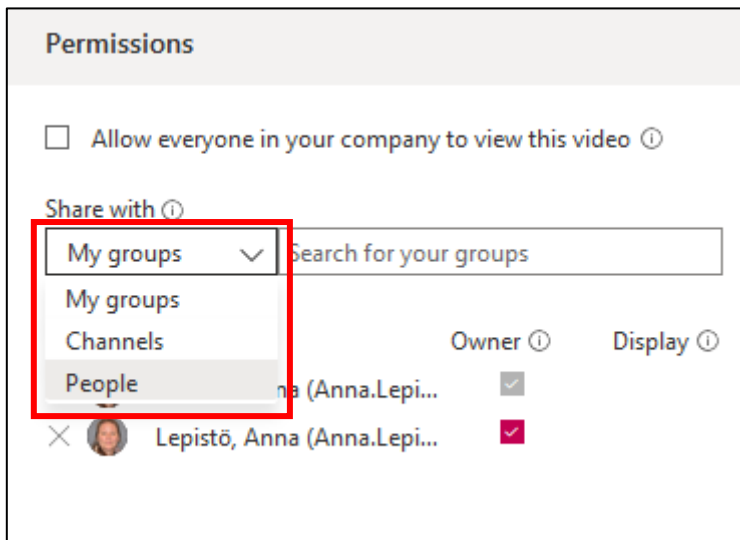 Permissions
Allow everyone in your company to view this video
Share with
My groups Search for your groups
My groups
Channels
Owner Display
People
na (Anna.Lepi...
Lepistö, Anna (Anna.Lepi...